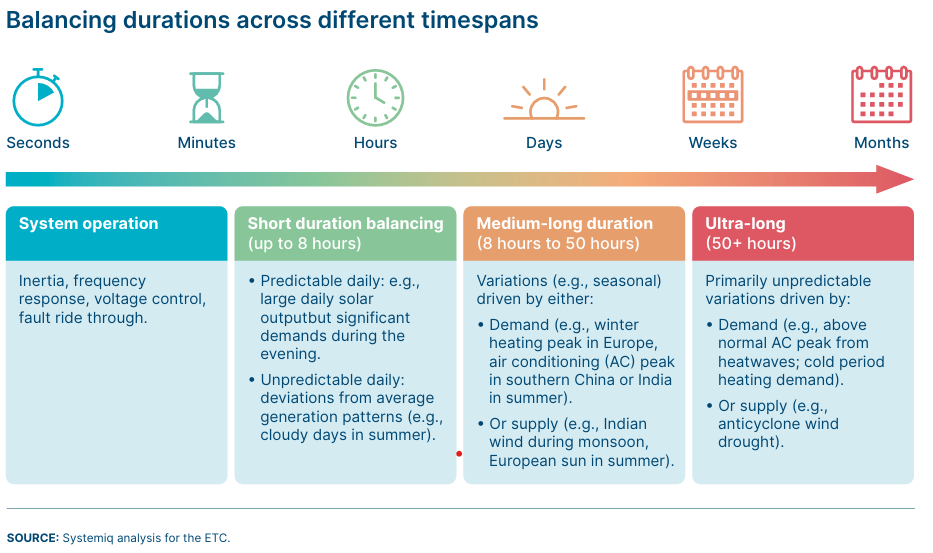 Balancing durations across different timespans
Seconds
Minutes
Hours
Days
Weeks
Months
System operation
Inertia, frequency
response, voltage control,
fault ride through.
Short duration balancing
(up to 8 hours)
• Predictable daily: e.g.,
large daily solar
outputbut significant
demands during the
evening.
• Unpredictable daily:
deviations from average
generation patterns (e.g.,
cloudy days in summer).
Medium-long duration
(8 hours to 50 hours)
Variations (e.g., seasonal)
driven by either:
• Demand (e.g., winter
heating peak in Europe,
air conditioning (AC) peak
in southern China or India
in summer).
• Or supply (e.g., Indian
wind during monsoon,
European sun in summer).
Ultra-long
(50+ hours)
Primarily unpredictable
variations driven by:
• Demand (e.g., above
normal AC peak from
heatwaves; cold period
heating demand).
• Or supply (e.g.,
anticyclone wind
drought).
SOURCE: Systemiq analysis for the ETC.